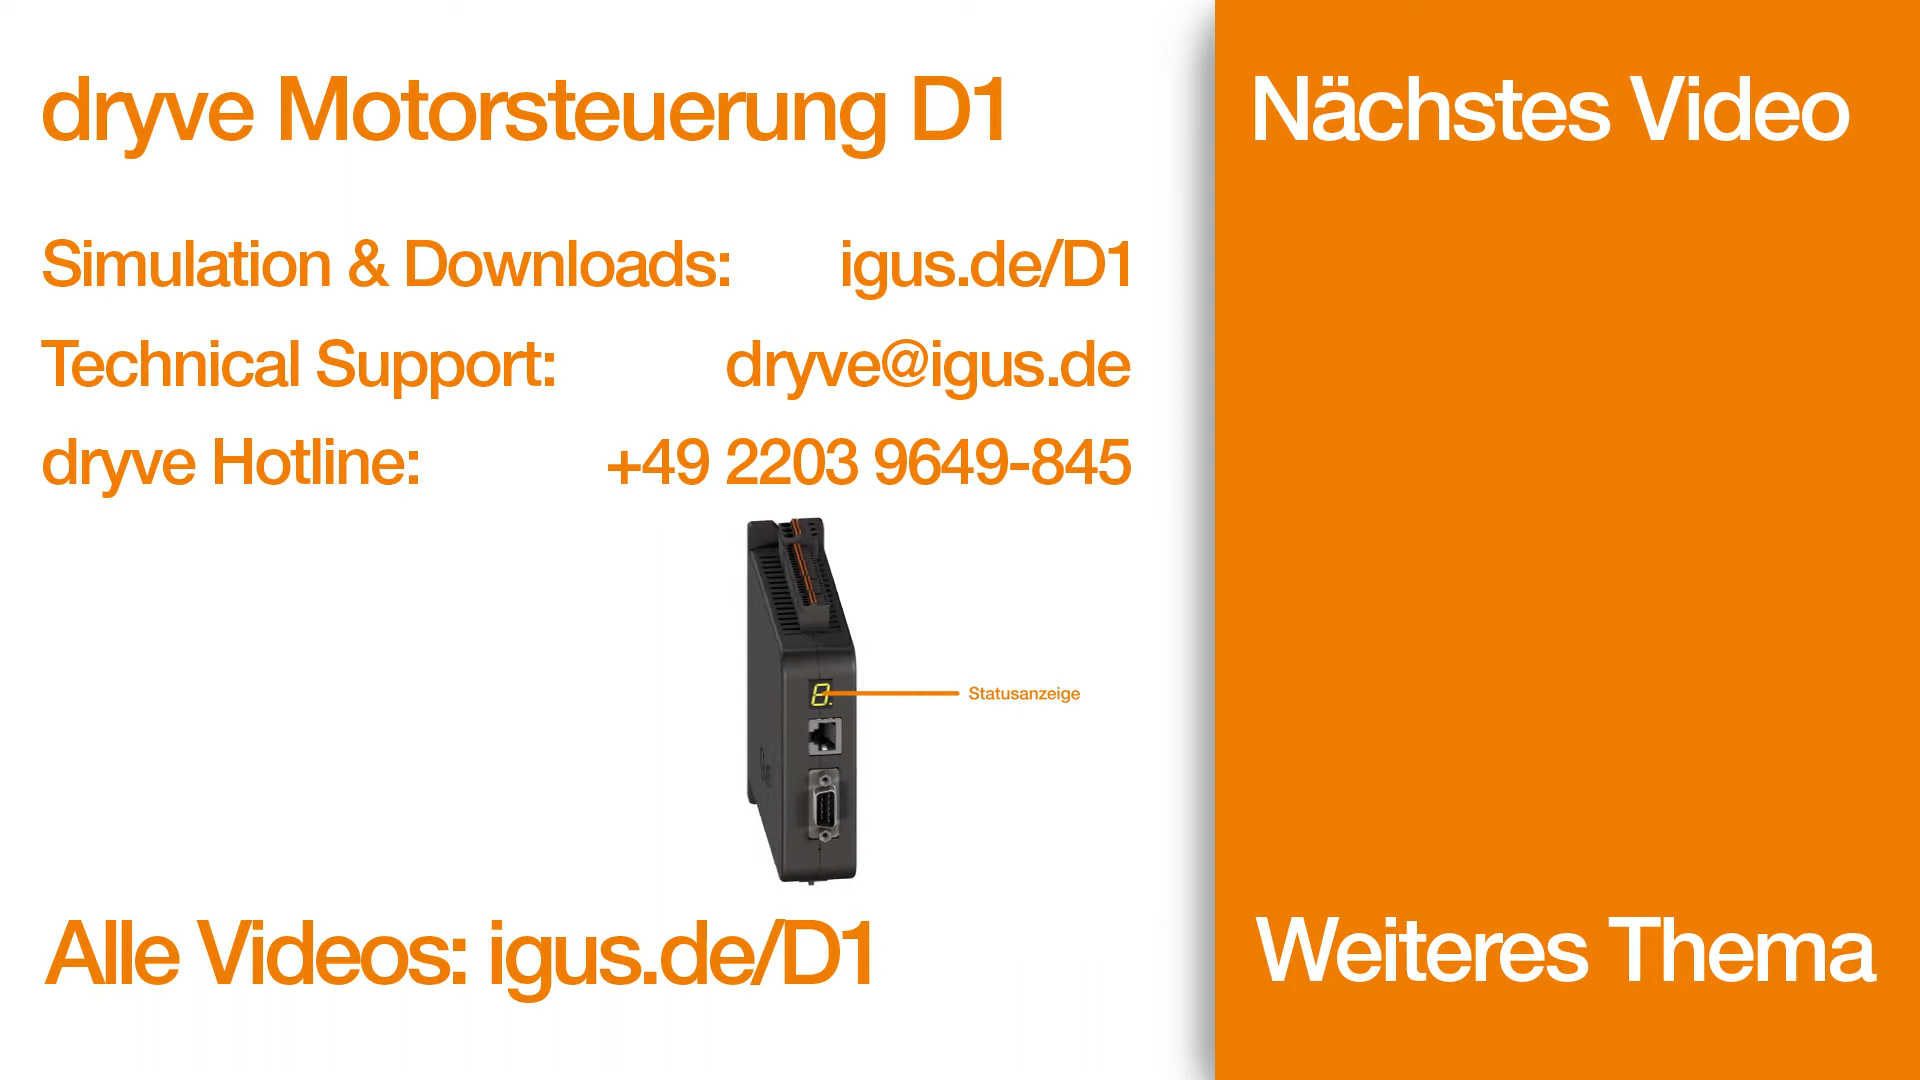 dryve Motorsteuerung D1
Simulation & Downloads: igus.de/D1
Technical Support: dryve@igus.de
dryve Hotline: +49 2203 9649-845
8.
Statusanzeige
Alle Videos: igus.de/D1
Nächstes Video
Weiteres Thema